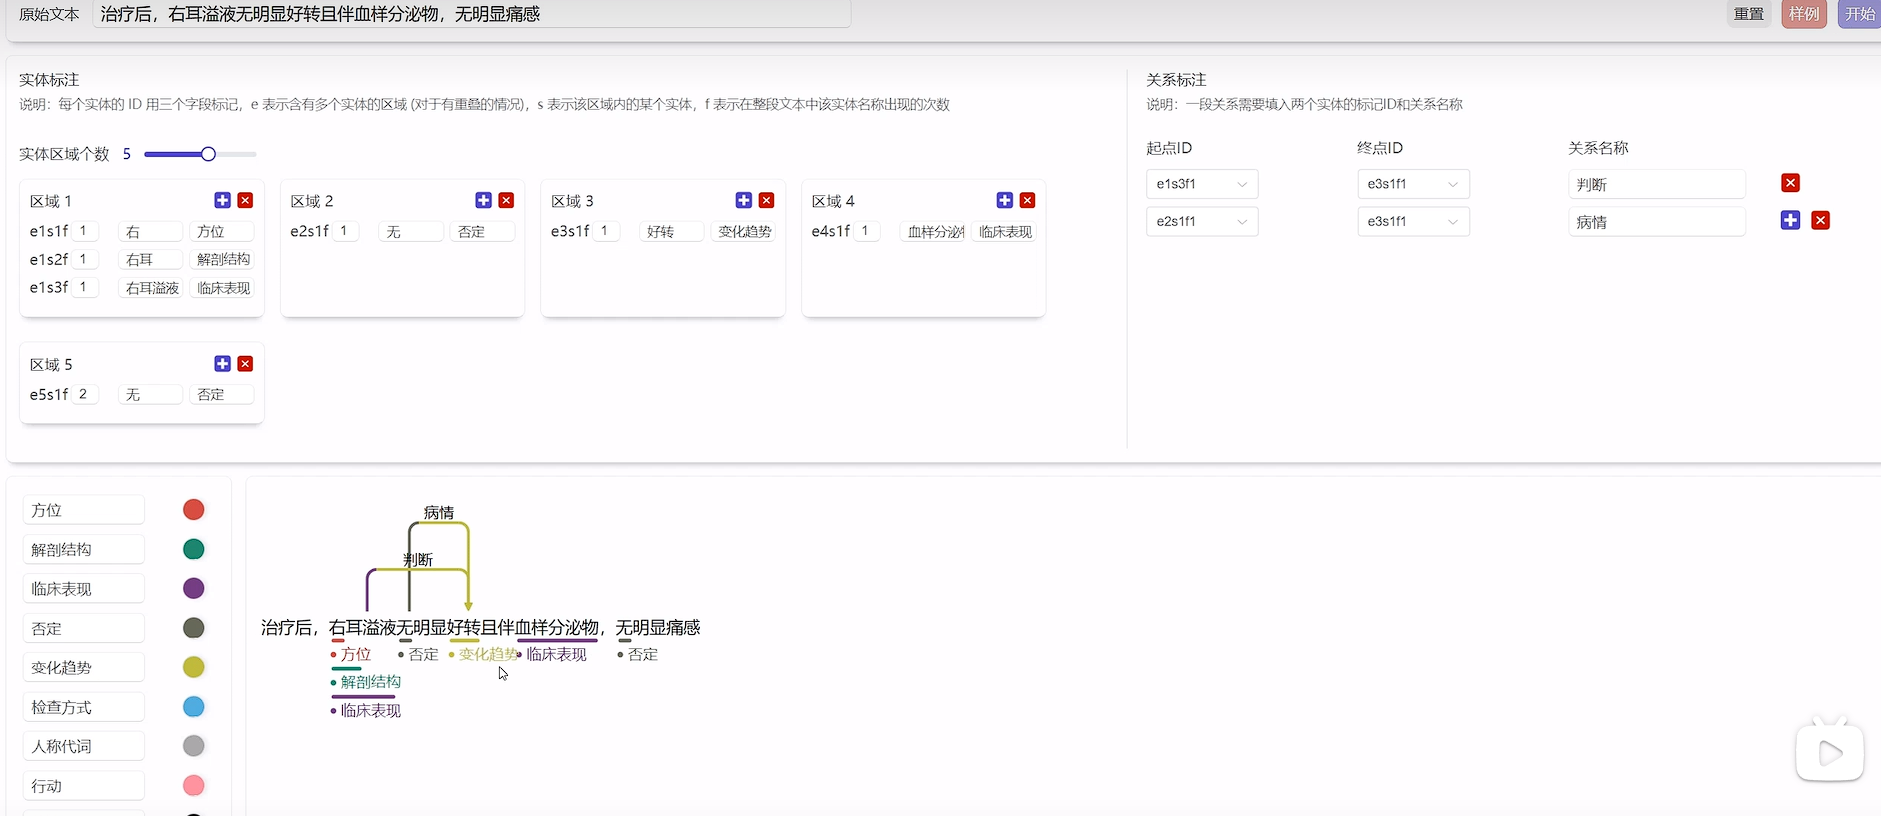 原始文本 治疗后，右耳溢液无明显好转且伴血样分泌物，无明显痛感 重置 样例 开始
实体标注
说明：每个实体的 ID 用三个字段标记，e 表示含有多个实体的区域 (对于有重叠的情况)，s 表示该区域内的某个实体，f 表示在整段文本中该实体名称出现的次数
实体区域个数 5
区域 1
e1s1f 1 右 方位
e1s2f 1 右耳 解剖结构
e1s3f 1 右耳溢液 临床表现
区域 2
e2s1f 1 无 否定
区域 3
e3s1f 1 好转 变化趋势
区域 4
e4s1f 1 血样分泌 临床表现
区域 5
e5s1f 2 无 否定
关系标注
说明：一段关系需要填入两个实体的标记ID和关系名称
起点ID 终点ID 关系名称
e1s3f1 e3s1f1 判断
e2s1f1 e3s1f1 病情
方位
解剖结构
临床表现
否定
变化趋势
检查方式
人称代词
行动
病情
判断
治疗后，右耳溢液无明显好转且伴血样分泌物，无明显痛感
方位 否定 变化趋势 临床表现 否定
解剖结构
临床表现